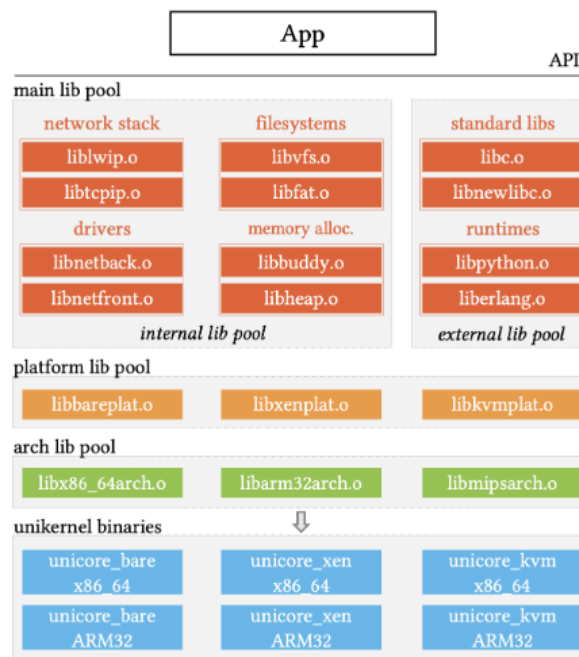 App
API
main lib pool
network stack
filesystems
standard libs
liblwip.o
libvfs.o
libc.o
libtcpip.o
libfat.o
libnewlibc.o
drivers
memory alloc.
runtimes
libnetback.o
libbuddy.o
libpython.o
libnetfront.o
libheap.o
liberlang.o
internal lib pool
external lib pool
platform lib pool
libbareplat.o
libxenplat.o
libkvmplat.o
arch lib pool
libx86_64arch.o
libarm32arch.o
libmipsarch.o
unikernel binaries
unicore_bare
x86_64
unicore_xen
x86_64
unicore_kvm
x86_64
unicore_bare
ARM32
unicore_xen
ARM32
unicore_kvm
ARM32